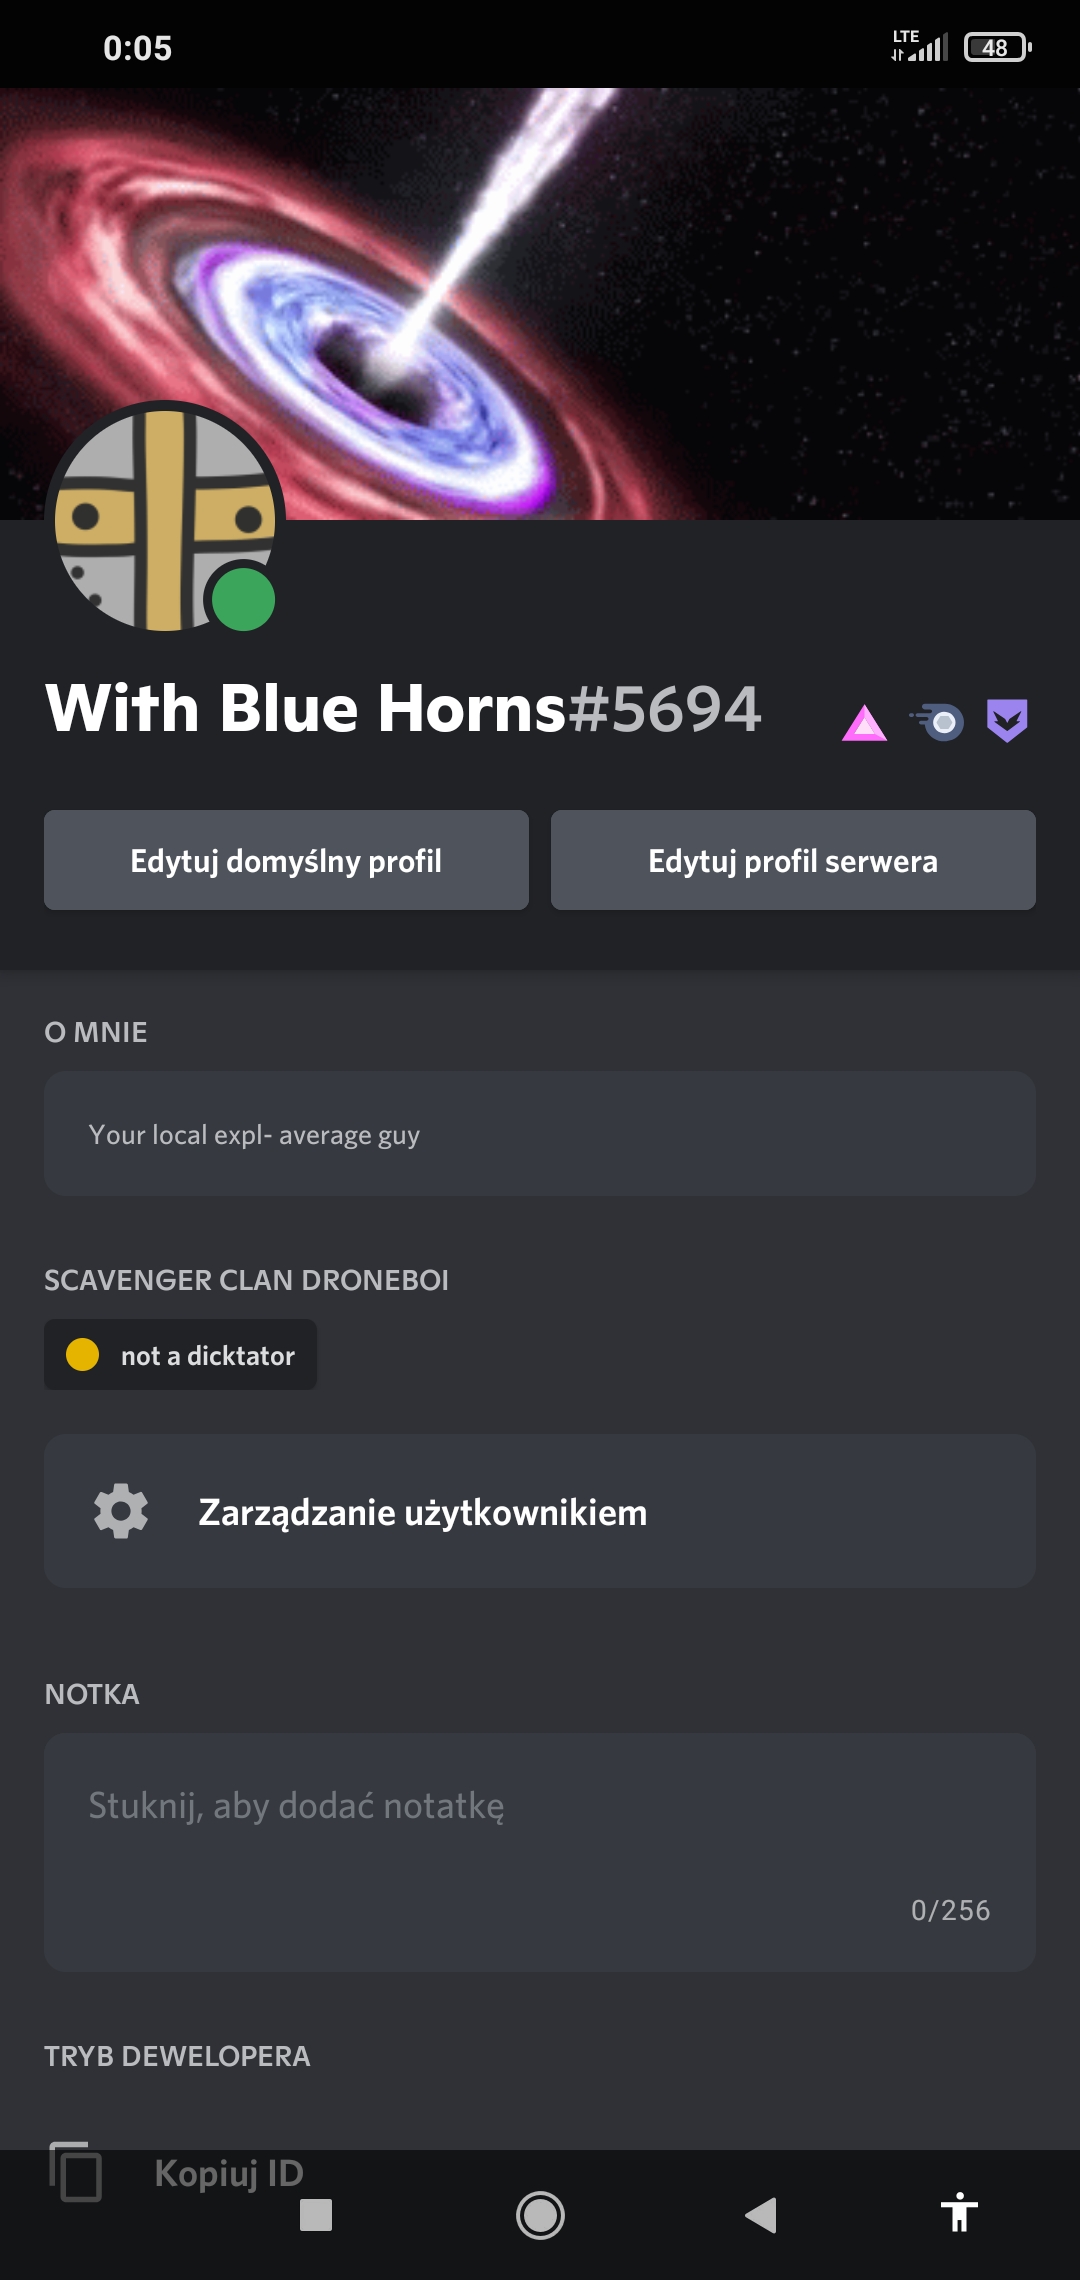 0:05
LTE
48
With Blue Horns#5694
Edytuj domyślny profil
Edytuj profil serwera
O MNIE
Your local expl- average guy
SCAVENGER CLAN DRONEBOI
not a dicktator
Zarządzanie użytkownikiem
NOTKA
Stuknij, aby dodać notatkę
0/256
TRYB DEWELOPERA
Kopiuj ID